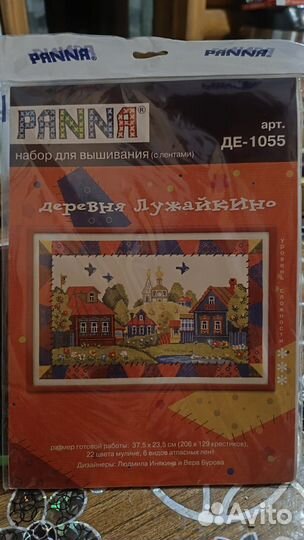 PANNA®
PANNA®
PANNA®
арт.
ДЕ-1055
набор для вышивания (с лентами)
деревня Лужайкино
уровень сложности
размер готовой работы: 37,5 x 23,5 см (206 x 129 крестиков),
22 цвета мулине, 6 видов атласных лент
Дизайнеры: Людмила Инякина и Вера Бурова
Avito